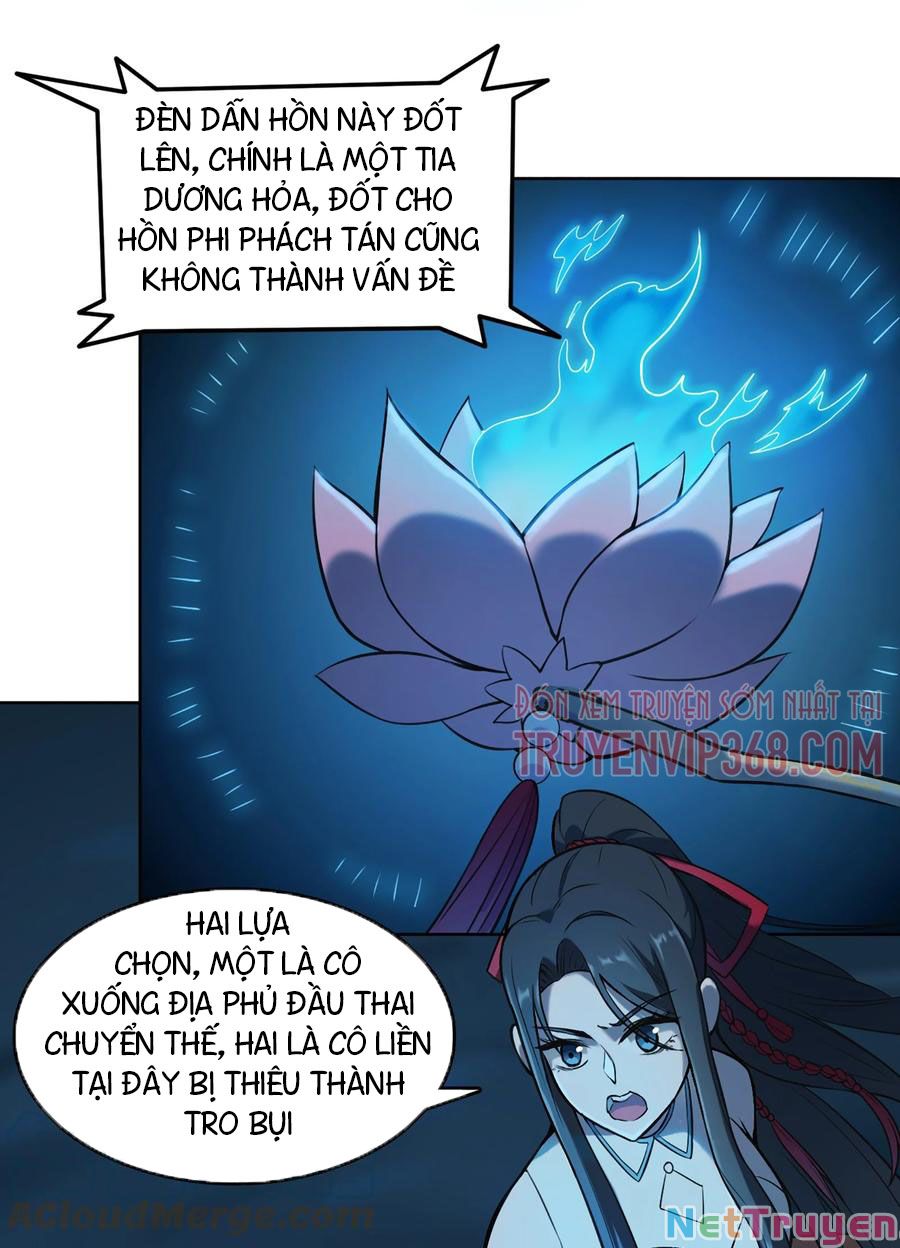 ĐÈN DẪN HỒN NÀY ĐỐT
LÊN, CHÍNH LÀ MỘT TIA
DƯƠNG HỎA, ĐỐT CHO
HỒN PHI PHÁCH TÁN CŨNG
KHÔNG THÀNH VẤN ĐỀ
ĐÓN XEM TRUYỆN SỚM NHẤT TẠI
TRUYENVIP368.COM
HAI LỰA
CHỌN, MỘT LÀ CÔ
XUỐNG ĐỊA PHỦ ĐẦU THAI
CHUYỂN THẾ, HAI LÀ CÔ LIỀN
TẠI ĐÂY BỊ THIÊU THÀNH
TRO BỤI
ACloudMerge.com
NetTruyen